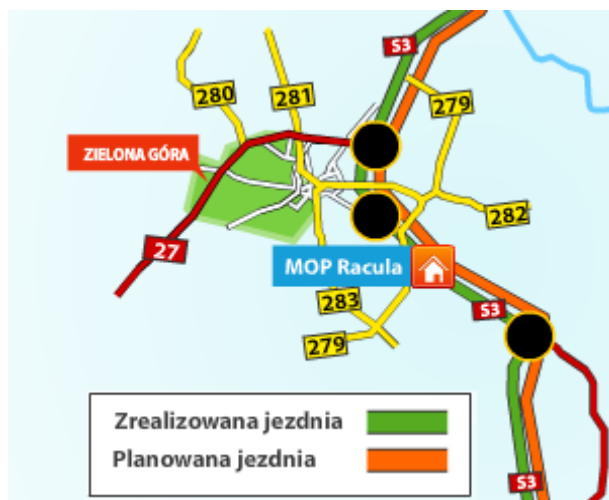 S3
280
281
279
ZIELONA GÓRA
282
27
MOP Racula
283
S3
279
Zrealizowana jezdnia
Planowana jezdnia
S3